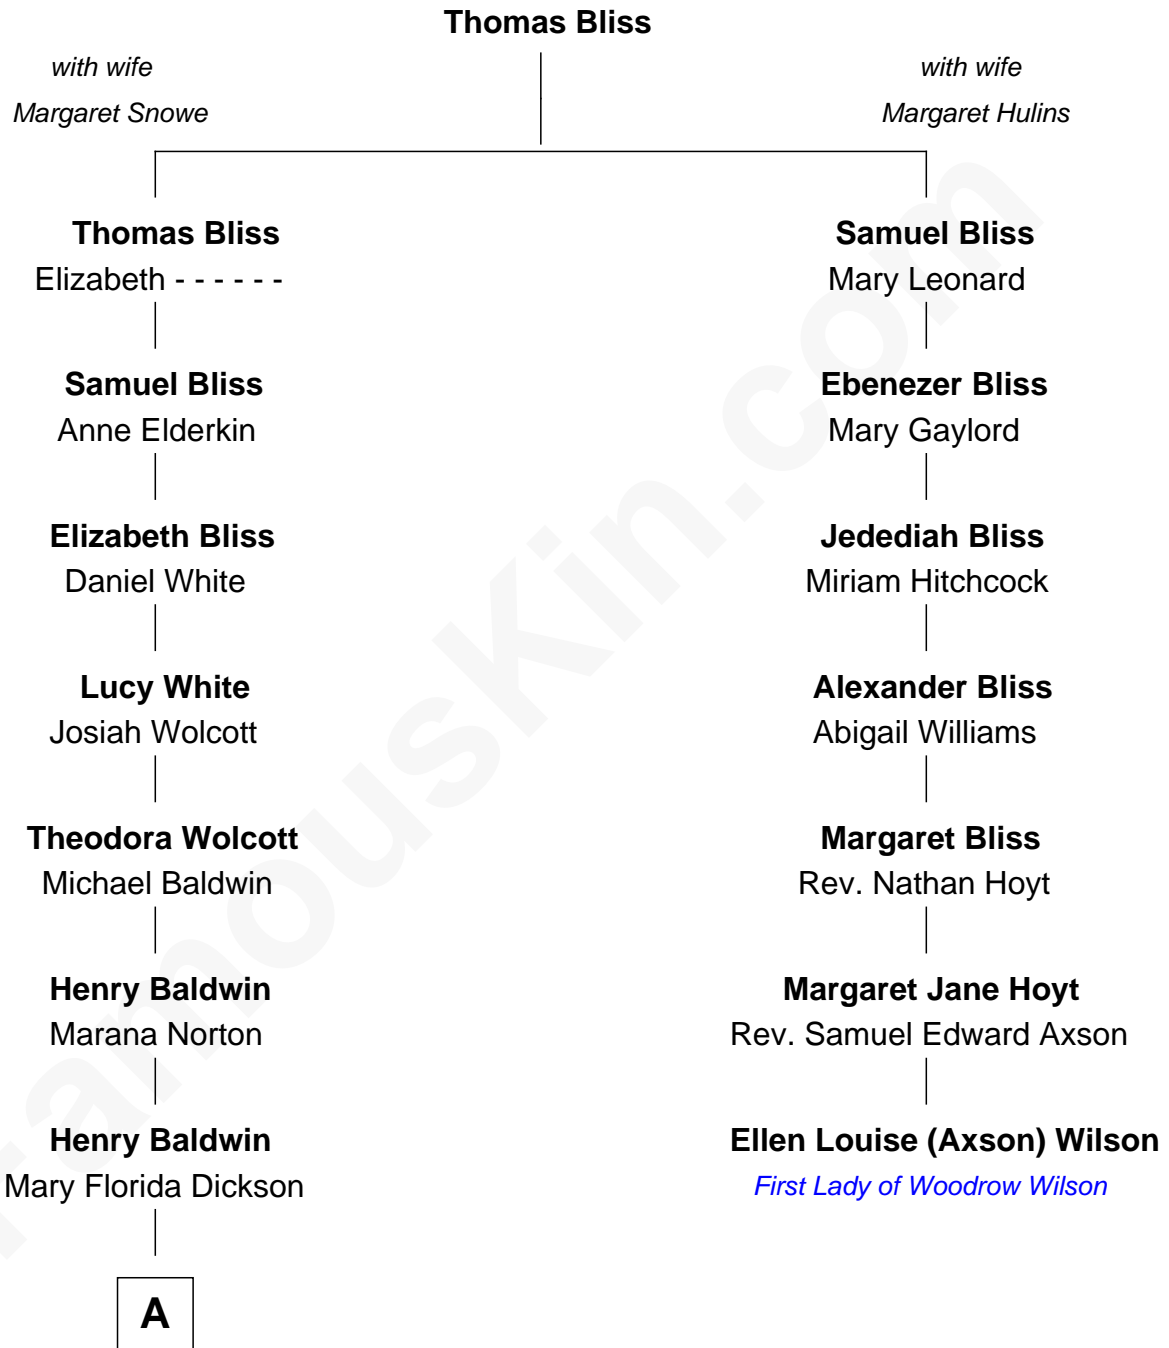 Thomas Bliss
with wife
Margaret Snowe
with wife
Margaret Hulins
Thomas Bliss
Elizabeth - - - - - -
Samuel Bliss
Anne Elderkin
Elizabeth Bliss
Daniel White
Lucy White
Josiah Wolcott
Theodora Wolcott
Michael Baldwin
Henry Baldwin
Marana Norton
Henry Baldwin
Mary Florida Dickson
A
Samuel Bliss
Mary Leonard
Ebenezer Bliss
Mary Gaylord
Jedediah Bliss
Miriam Hitchcock
Alexander Bliss
Abigail Williams
Margaret Bliss
Rev. Nathan Hoyt
Margaret Jane Hoyt
Rev. Samuel Edward Axson
Ellen Louise (Axson) Wilson
First Lady of Woodrow Wilson
FamousKin.com